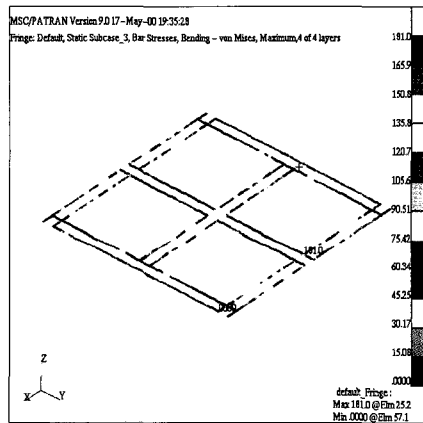 MSC/PATRAN Version 9.0 17-May-00 19:35:28
Fringe: Default, Static Subcase_3, Bar Stresses, Bending - von Mises, Maximum,4 of 4 layers
181.0
165.9
150.8
135.8
120.7
105.6
90.51
75.42
60.34
45.25
30.17
15.08
.0000
181.0
.0000
Z
X
Y
default_Fringe :
Max 181.0 @Elm 25.2
Min .0000 @Elm 57.1